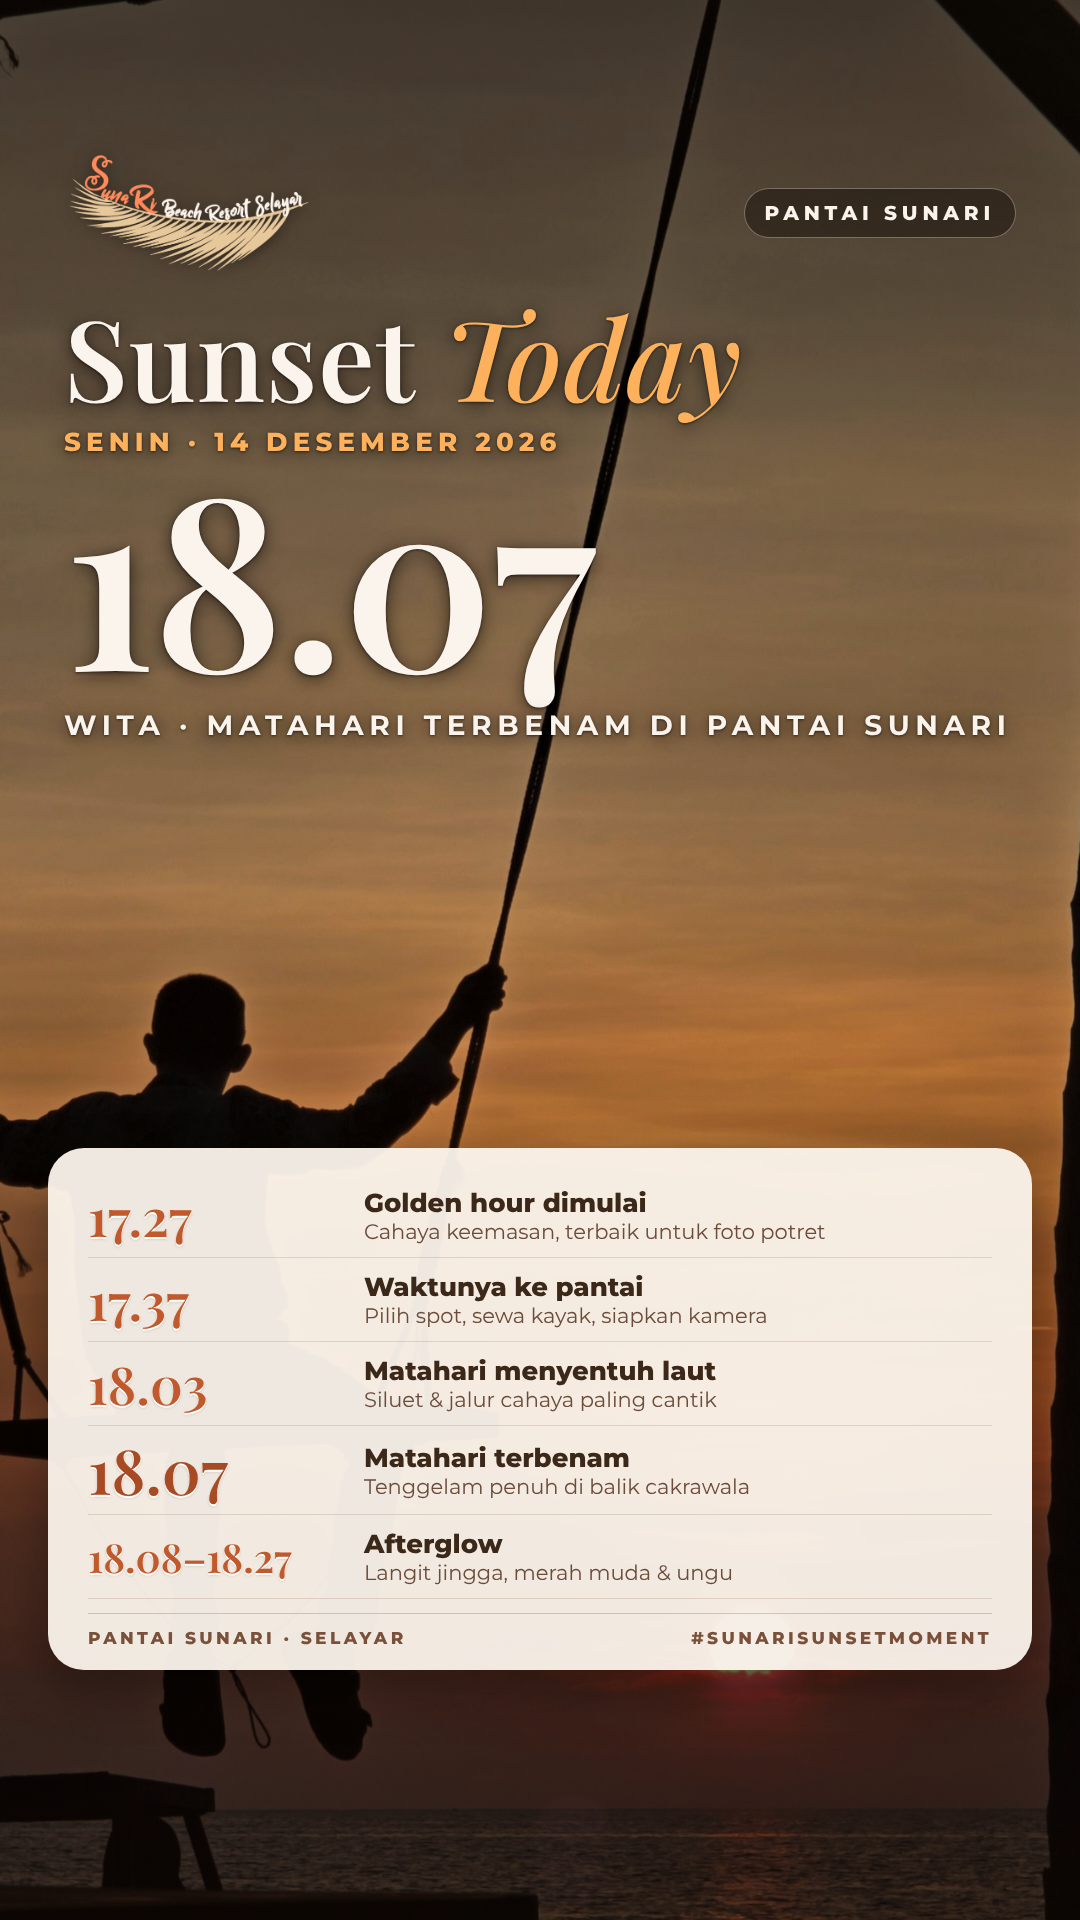 SunaRi Beach Resort Selayar
PANTAI SUNARI
Sunset Today
SENIN · 14 DESEMBER 2026
18.07
WITA · MATAHARI TERBENAM DI PANTAI SUNARI
17.27
Golden hour dimulai
Cahaya keemasan, terbaik untuk foto potret
17.37
Waktunya ke pantai
Pilih spot, sewa kayak, siapkan kamera
18.03
Matahari menyentuh laut
Siluet & jalur cahaya paling cantik
18.07
Matahari terbenam
Tenggelam penuh di balik cakrawala
18.08–18.27
Afterglow
Langit jingga, merah muda & ungu
PANTAI SUNARI · SELAYAR
#SUNARISUNSETMOMENT